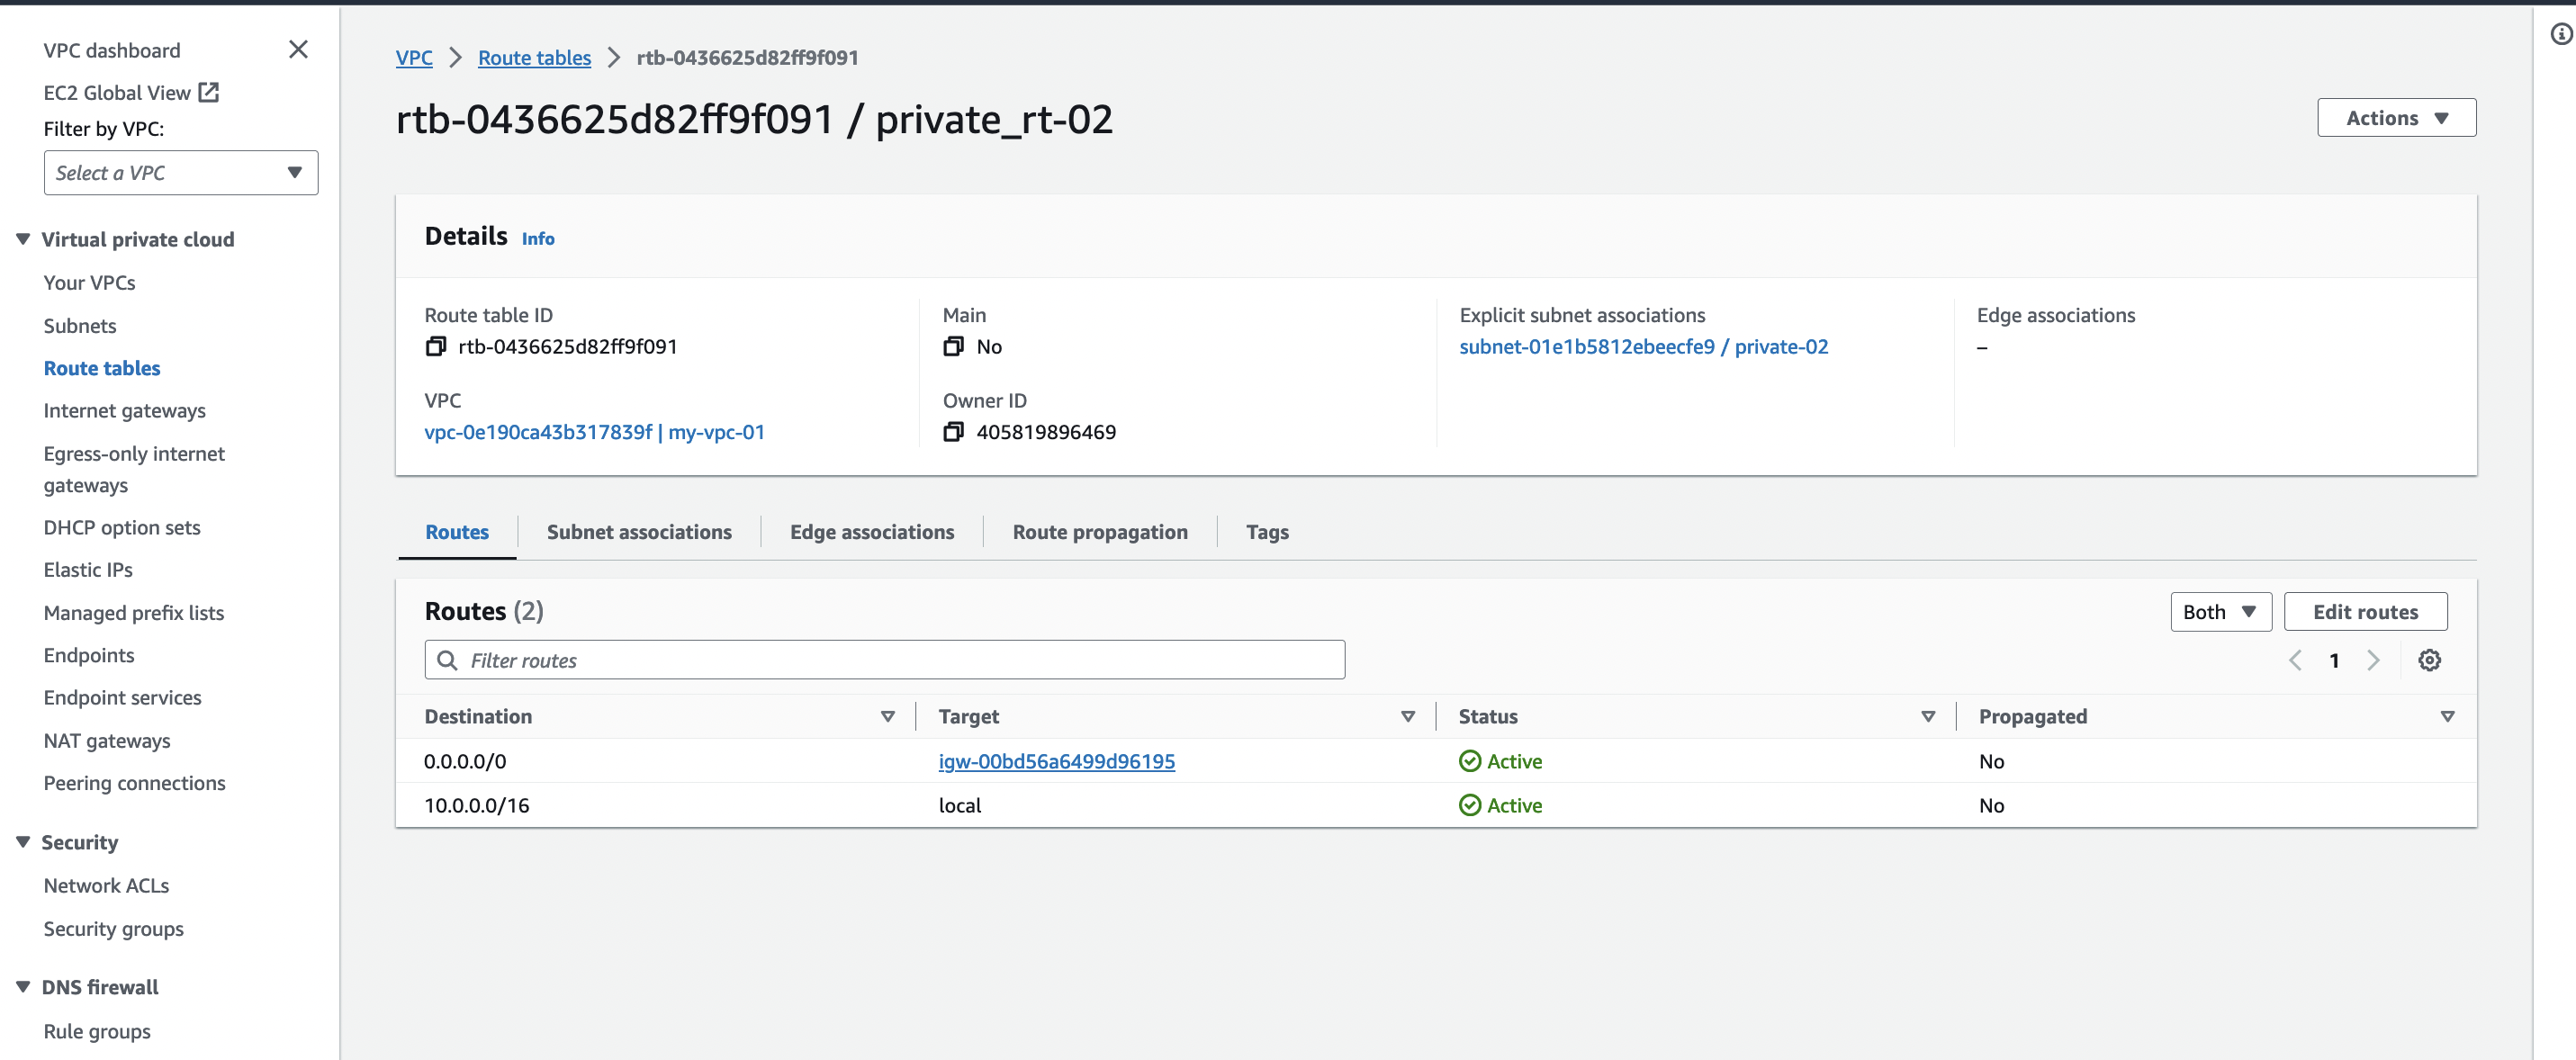 VPC dashboard
EC2 Global View
Filter by VPC:
Select a VPC
Virtual private cloud
Your VPCs
Subnets
Route tables
Internet gateways
Egress-only internet
gateways
DHCP option sets
Elastic IPs
Managed prefix lists
Endpoints
Endpoint services
NAT gateways
Peering connections
Security
Network ACLs
Security groups
DNS firewall
Rule groups
VPC > Route tables > rtb-0436625d82ff9f091
rtb-0436625d82ff9f091 / private_rt-02
Actions
Details Info
Route table ID
rtb-0436625d82ff9f091
Main
No
Explicit subnet associations
subnet-01e1b5812ebeecfe9 / private-02
Edge associations
–
VPC
vpc-0e190ca43b317839f | my-vpc-01
Owner ID
405819896469
Routes Subnet associations Edge associations Route propagation Tags
Routes (2)
Both Edit routes
Filter routes
1
Destination Target Status Propagated
0.0.0.0/0 igw-00bd56a6499d96195 Active No
10.0.0.0/16 local Active No